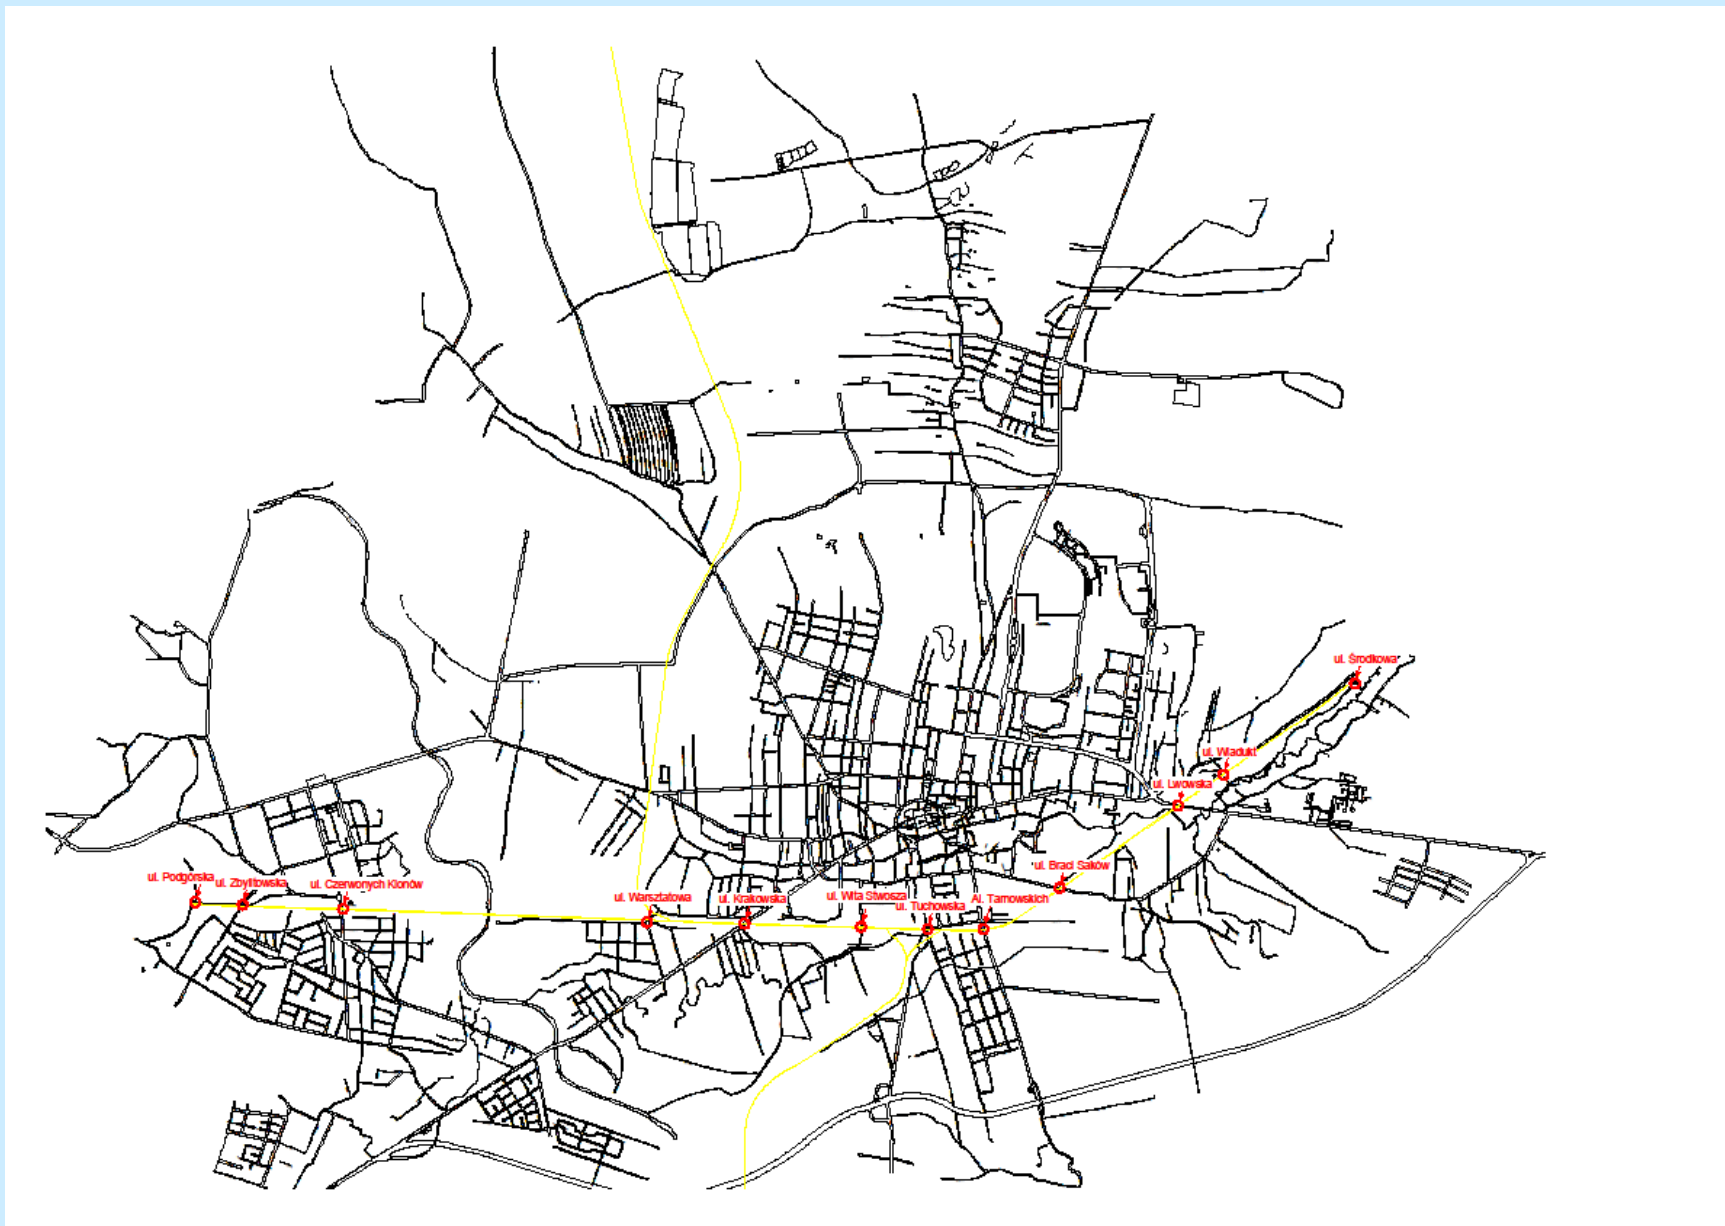 ul. Środkowa
ul. Wiadukt
ul. Lwowska
ul. Braci Saków
ul. Podgórska
ul. Zbylitowska
ul. Czerwonych Klonów
ul. Warsztatowa
ul. Krakowska
ul. Wita Stwosza
ul. Tuchowska
Al. Tarnowskich